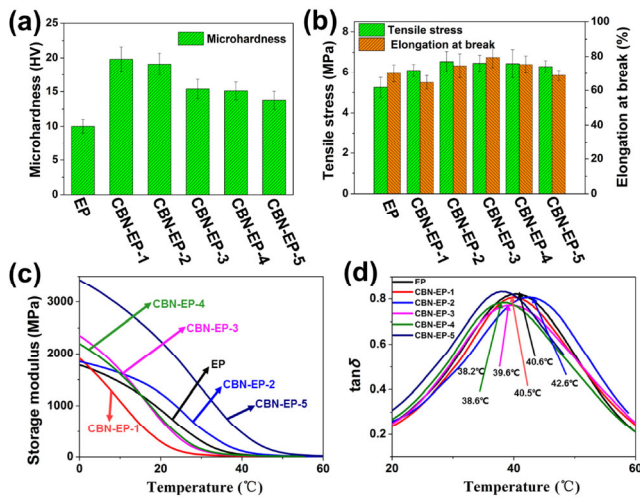 (a)
Microhardness (HV)
25
20
15
10
5
0
Microhardness
EP
CBN-EP-1
CBN-EP-2
CBN-EP-3
CBN-EP-4
CBN-EP-5
(b)
Tensile stress (MPa)
8
6
4
2
0
Tensile stress
Elongation at break
100
80
60
40
20
0
Elongation at break (%)
EP
CBN-EP-1
CBN-EP-2
CBN-EP-3
CBN-EP-4
CBN-EP-5
(c)
Storage modulus (MPa)
3000
2000
1000
0
CBN-EP-4
CBN-EP-3
EP
CBN-EP-2
CBN-EP-5
CBN-EP-1
0
20
40
60
Temperature (℃)
(d)
tanδ
0.8
0.6
0.4
0.2
EP
CBN-EP-1
CBN-EP-2
CBN-EP-3
CBN-EP-4
CBN-EP-5
38.2℃
39.6℃
40.6℃
42.6℃
38.6℃
40.5℃
20
40
60
Temperature (℃)